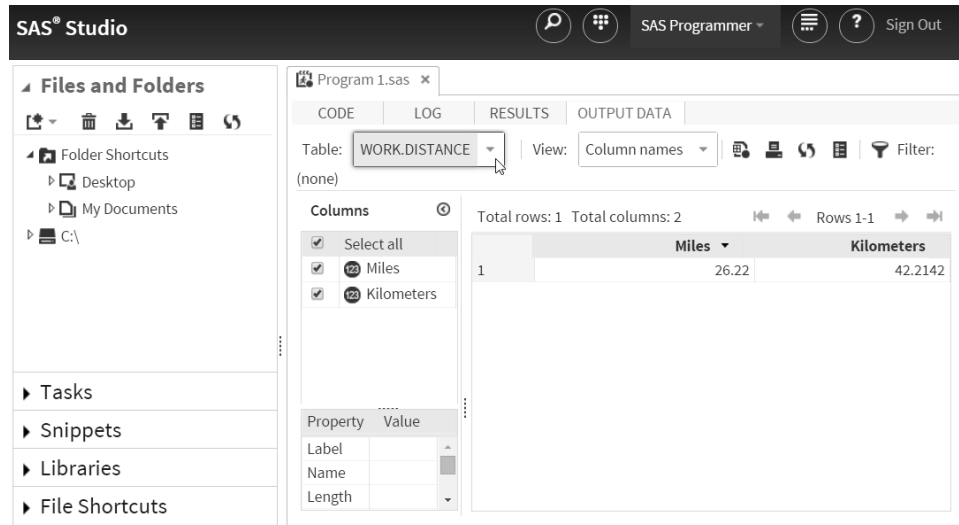 SAS® Studio
SAS Programmer
?
Sign Out
Files and Folders
Folder Shortcuts
Desktop
My Documents
C:\
Tasks
Snippets
Libraries
File Shortcuts
Program 1.sas ×
CODE LOG RESULTS OUTPUT DATA
Table: WORK.DISTANCE View: Column names Filter:
(none)
Columns
Select all
123 Miles
123 Kilometers
Property Value
Label
Name
Length
Total rows: 1 Total columns: 2 Rows 1-1
Miles Kilometers
1 26.22 42.2142